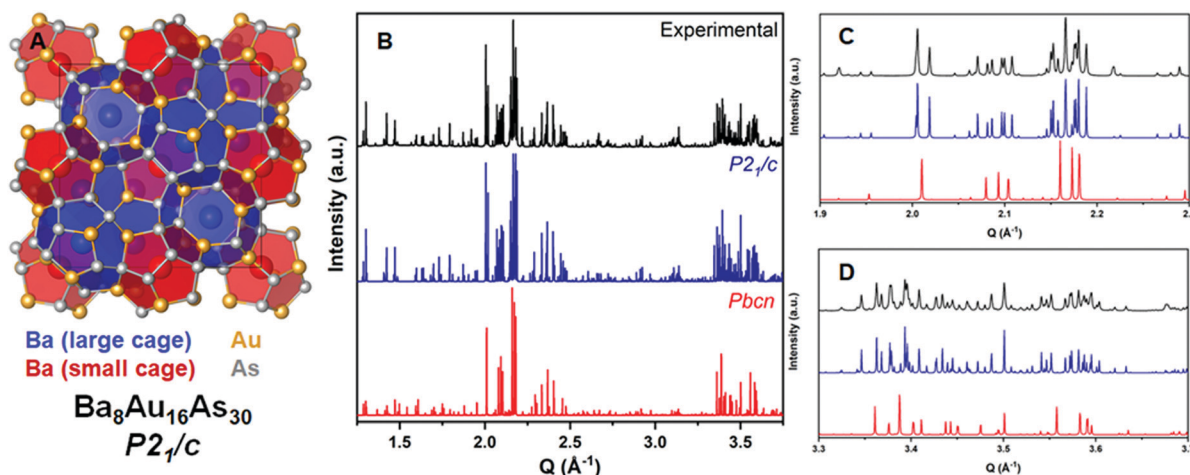 A
Ba (large cage) Au
Ba (small cage) As
Ba8Au16As30
P21/c
B
Experimental
P21/c
Pbcn
Intensity (a.u.)
1.5 2.0 2.5 3.0 3.5
Q (Å-1)
C
Intensity (a.u.)
1.9 2.0 2.1 2.2 2.
Q (Å-1)
D
Intensity (a.u.)
3.3 3.4 3.5 3.6 3.
Q (Å-1)